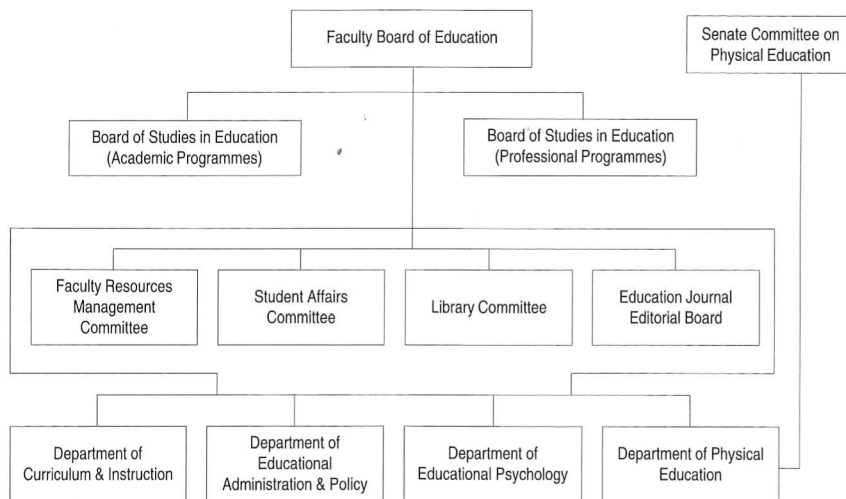 Faculty Board of Education
Senate Committee on
Physical Education
Board of Studies in Education
(Academic Programmes)
Board of Studies in Education
(Professional Programmes)
Faculty Resources
Management
Committee
Student Affairs
Committee
Library Committee
Education Journal
Editorial Board
Department of
Curriculum & Instruction
Department of
Educational
Administration & Policy
Department of
Educational Psychology
Department of Physical
Education